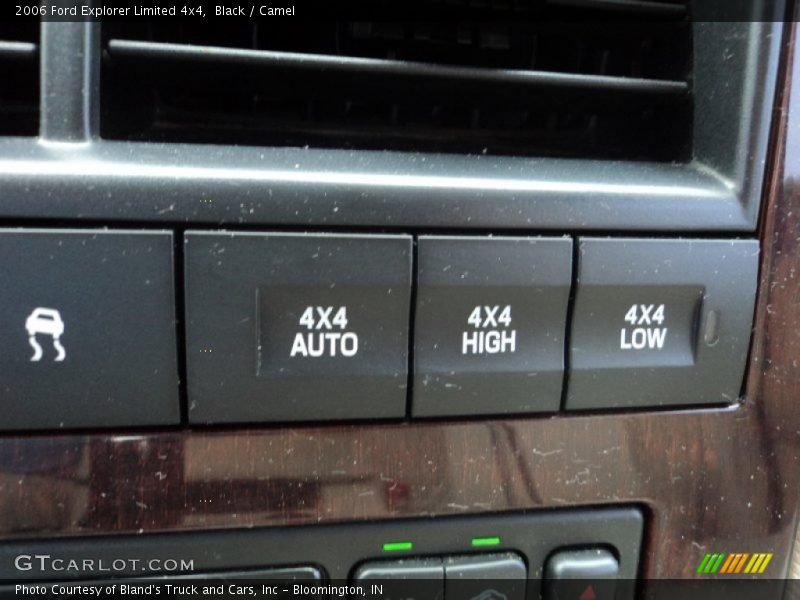 2006 Ford Explorer Limited 4x4, Black / Camel
4X4 AUTO
4X4 HIGH
4X4 LOW
GTCARLOT.COM
Photo Courtesy of Bland's Truck and Cars, Inc - Bloomington, IN